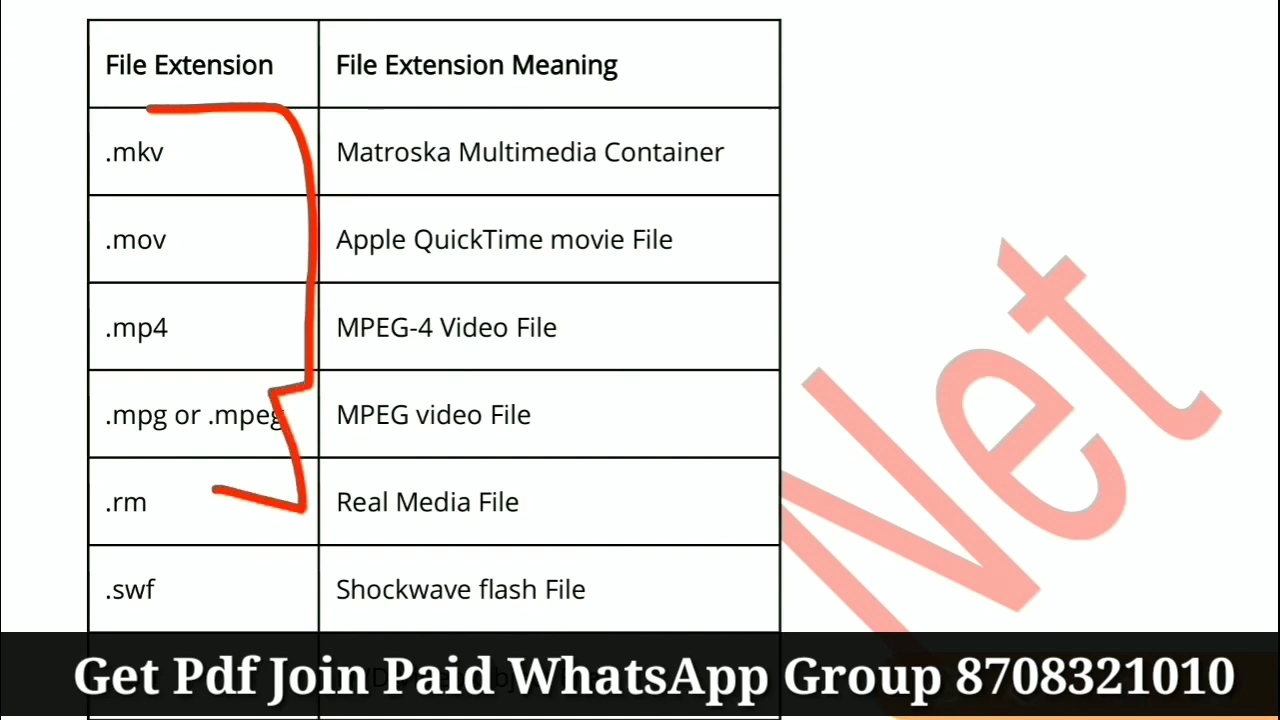 File Extension File Extension Meaning
.mkv Matroska Multimedia Container
.mov Apple QuickTime movie File
.mp4 MPEG-4 Video File
.mpg or .mpeg MPEG video File
.rm Real Media File
.swf Shockwave flash File
Get Pdf Join Paid WhatsApp Group 8708321010
Net